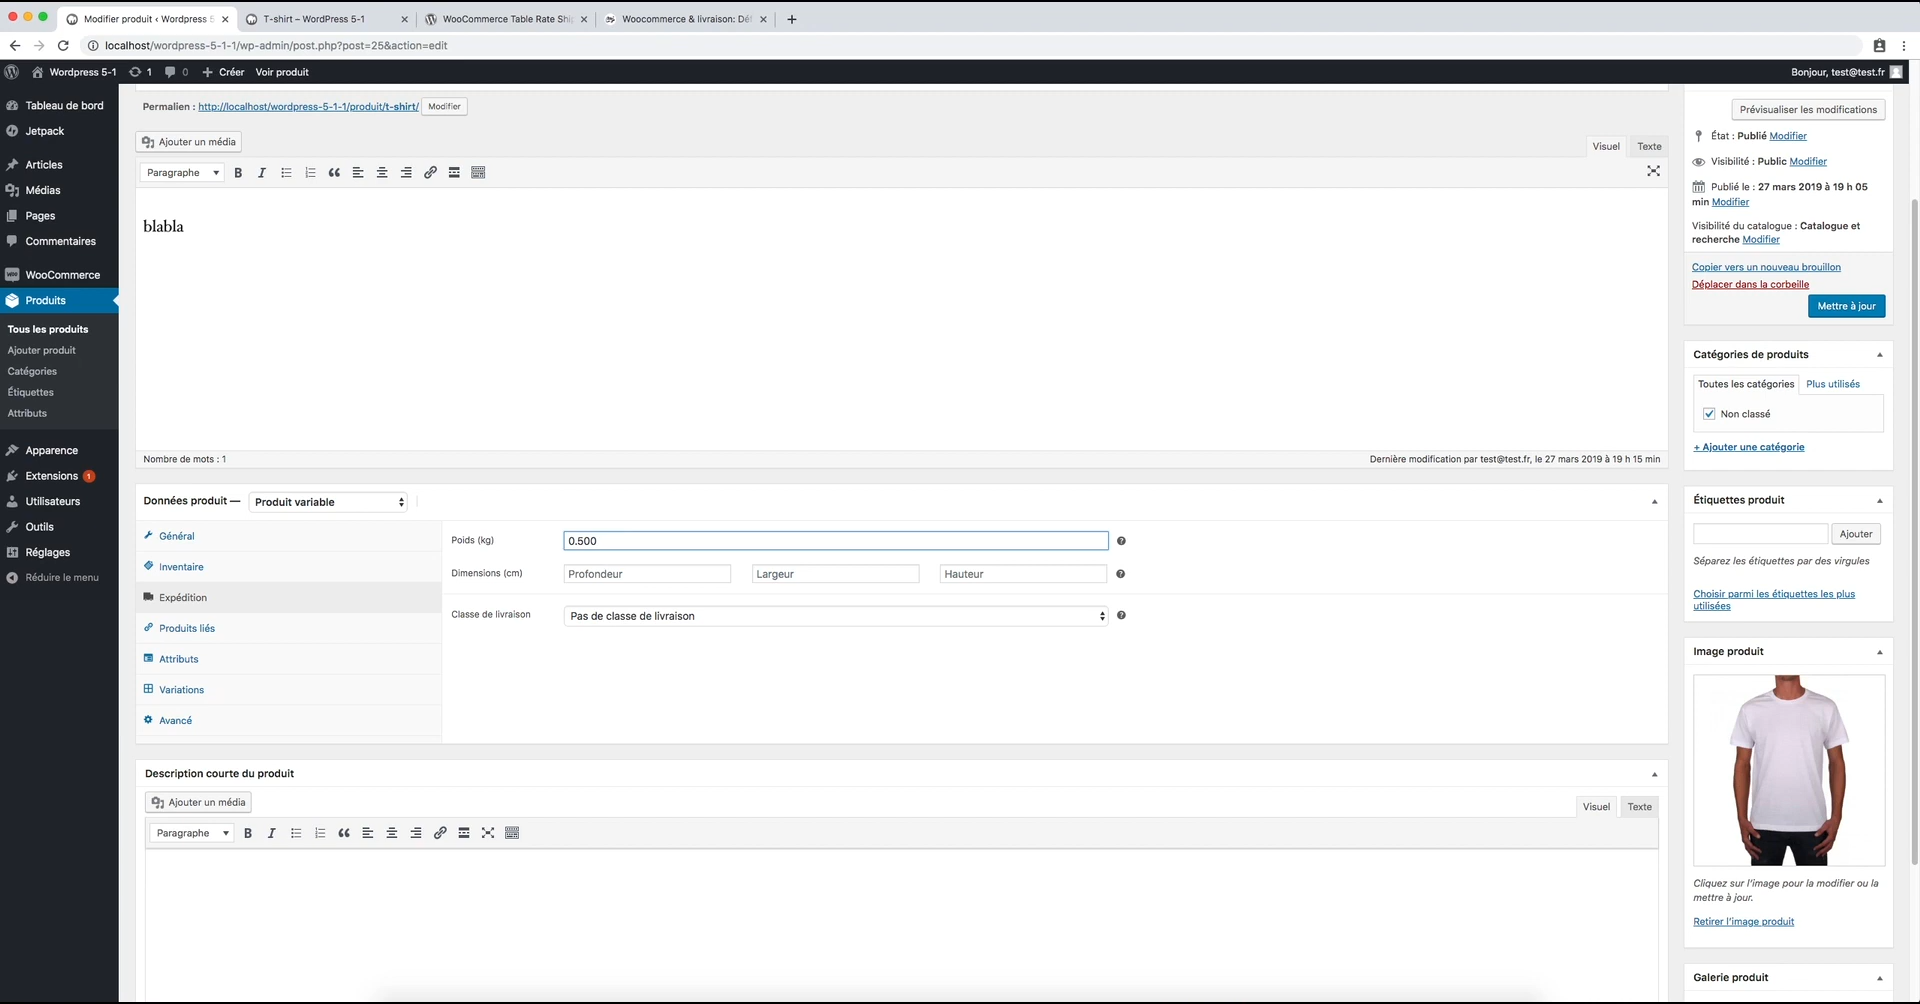 Modifier produit ‹ Wordpress 5
T-shirt – WordPress 5-1
WooCommerce Table Rate Shi
Woocommerce & livraison: Dé
localhost/wordpress-5-1-1/wp-admin/post.php?post=25&action=edit
Wordpress 5-1
1
0
Créer
Voir produit
Bonjour, test@test.fr
Tableau de bord
Jetpack
Articles
Médias
Pages
Commentaires
WooCommerce
Produits
Tous les produits
Ajouter produit
Catégories
Étiquettes
Attributs
Apparence
Extensions 1
Utilisateurs
Outils
Réglages
Réduire le menu
Permalien : http://localhost/wordpress-5-1-1/produit/t-shirt/ Modifier
Ajouter un média
Visuel Texte
Paragraphe
blabla
Nombre de mots : 1
Dernière modification par test@test.fr, le 27 mars 2019 à 19 h 15 min
Données produit — Produit variable
Général
Inventaire
Expédition
Produits liés
Attributs
Variations
Avancé
Poids (kg) 0.500
Dimensions (cm) Profondeur Largeur Hauteur
Classe de livraison Pas de classe de livraison
Description courte du produit
Ajouter un média
Visuel Texte
Paragraphe
Prévisualiser les modifications
État : Publié Modifier
Visibilité : Public Modifier
Publié le : 27 mars 2019 à 19 h 05
min Modifier
Visibilité du catalogue : Catalogue et
recherche Modifier
Copier vers un nouveau brouillon
Déplacer dans la corbeille
Mettre à jour
Catégories de produits
Toutes les catégories Plus utilisés
Non classé
+ Ajouter une catégorie
Étiquettes produit
Ajouter
Séparez les étiquettes par des virgules
Choisir parmi les étiquettes les plus
utilisées
Image produit
Cliquez sur l'image pour la modifier ou la
mettre à jour.
Retirer l'image produit
Galerie produit